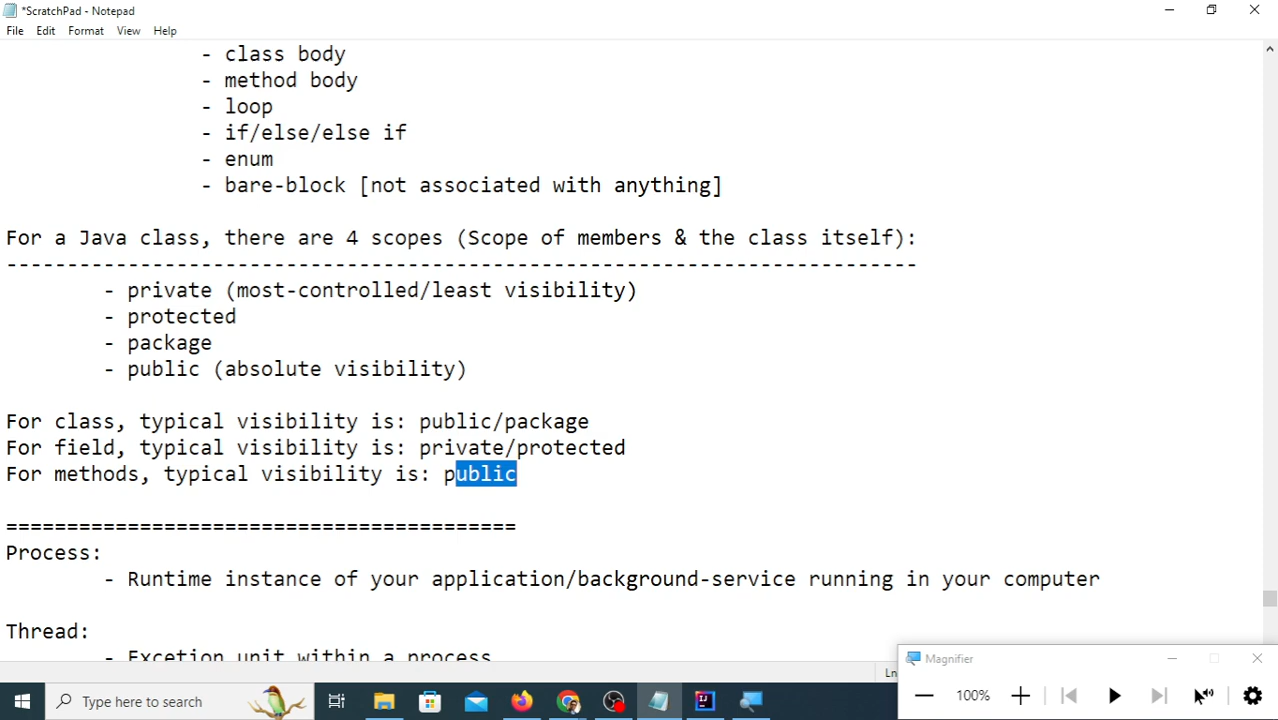 *ScratchPad - Notepad
File Edit Format View Help
- class body
- method body
- loop
- if/else/else if
- enum
- bare-block [not associated with anything]
For a Java class, there are 4 scopes (Scope of members & the class itself):
---------------------------------------------------------------------------
- private (most-controlled/least visibility)
- protected
- package
- public (absolute visibility)
For class, typical visibility is: public/package
For field, typical visibility is: private/protected
For methods, typical visibility is: public
==========================================
Process:
- Runtime instance of your application/background-service running in your computer
Thread:
- Excetion unit within a process
Magnifier
Ln
100%
Type here to search